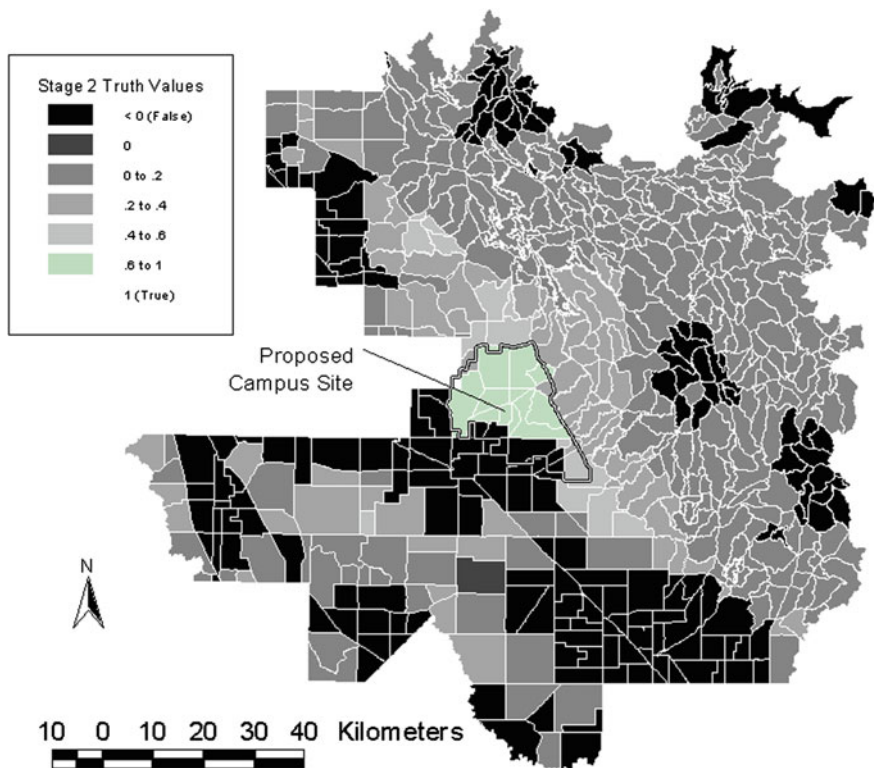 Stage 2 Truth Values
< 0 (False)
0
0 to .2
.2 to .4
.4 to .6
.6 to 1
1 (True)
Proposed
Campus Site
N
10 0 10 20 30 40 Kilometers